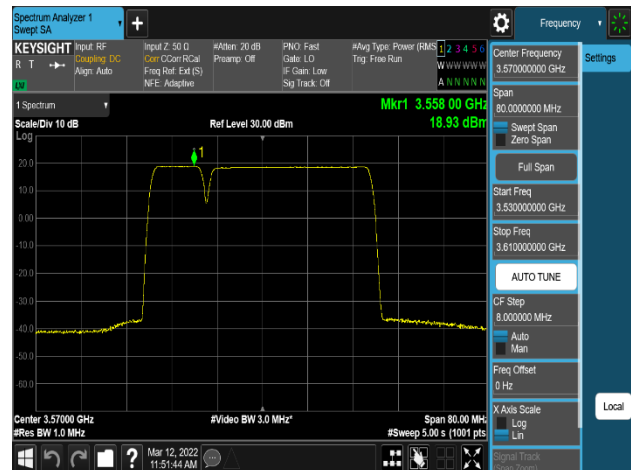 Spectrum Analyzer 1
Swept SA
+
Frequency
KEYSIGHT
R T
LXI
Input: RF
Coupling: DC
Align: Auto
Input Z: 50 Ω
Corr CCorr RCal
Freq Ref: Ext (S)
NFE: Adaptive
#Atten: 20 dB
Preamp: Off
PNO: Fast
Gate: LO
IF Gain: Low
Sig Track: Off
#Avg Type: Power (RMS
Trig: Free Run
1 2 3 4 5 6
W W W W W W
A N N N N N
1 Spectrum
Mkr1 3.558 00 GHz
Scale/Div 10 dB
Ref Level 30.00 dBm
18.93 dBm
Log
1
20.0
10.0
0.00
-10.0
-20.0
-30.0
-40.0
-50.0
-60.0
Center 3.57000 GHz
#Video BW 3.0 MHz*
Span 80.00 MHz
#Res BW 1.0 MHz
#Sweep 5.00 s (1001 pts
?
Mar 12, 2022
11:51:44 AM
Center Frequency
3.570000000 GHz
Settings
Span
80.0000000 MHz
Swept Span
Zero Span
Full Span
Start Freq
3.530000000 GHz
Stop Freq
3.610000000 GHz
AUTO TUNE
CF Step
8.000000 MHz
Auto
Man
Freq Offset
0 Hz
X Axis Scale
Log
Lin
Local
Signal Track
(Span Zoom)